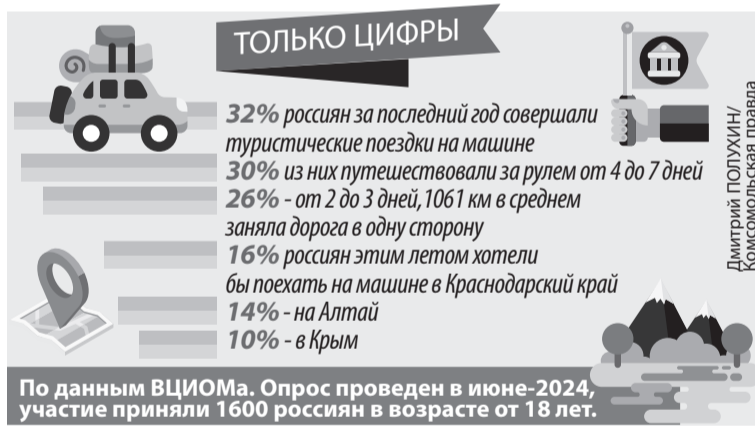 ТОЛЬКО ЦИФРЫ
32% россиян за последний год совершали
туристические поездки на машине
30% из них путешествовали за рулем от 4 до 7 дней
26% - от 2 до 3 дней, 1061 км в среднем
заняла дорога в одну сторону
16% россиян этим летом хотели
бы поехать на машине в Краснодарский край
14% - на Алтай
10% - в Крым
По данным ВЦИОМа. Опрос проведен в июне-2024,
участие приняли 1600 россиян в возрасте от 18 лет.
Дмитрий ПОЛУХИН/
Комсомольская правда